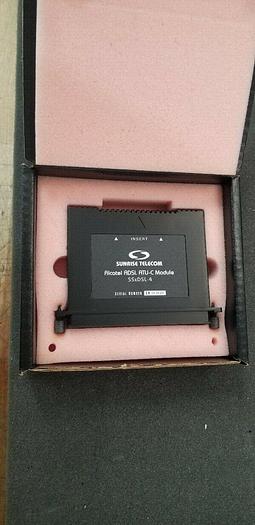 ▲ INSERT ▲
SUNRISE TELECOM
Alcatel ADSL ATU-C Module
SSxDSL-4
SERIAL NUMBER